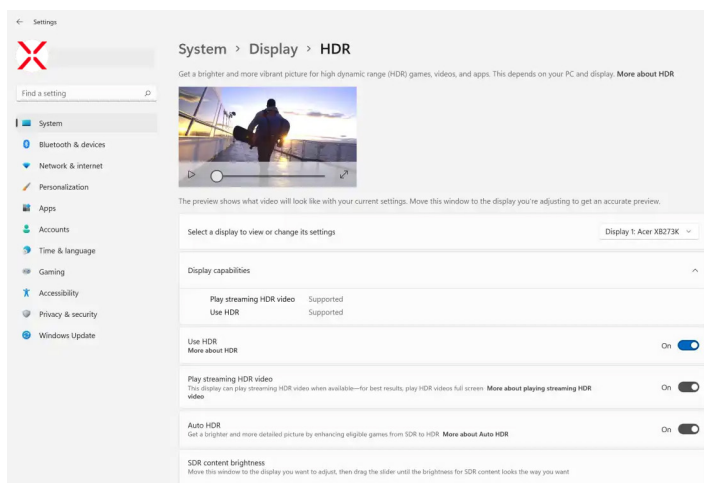 Settings
System > Display > HDR
Get a brighter and more vibrant picture for high dynamic range (HDR) games, videos, and apps. This depends on your PC and display. More about HDR
Find a setting
System
Bluetooth & devices
Network & internet
Personalization
Apps
Accounts
Time & language
Gaming
Accessibility
Privacy & security
Windows Update
The preview shows what video will look like with your current settings. Move this window to the display you're adjusting to get an accurate preview.
Select a display to view or change its settings
Display 1: Acer XB273K
Display capabilities
Play streaming HDR video Supported
Use HDR Supported
Use HDR
More about HDR
On
Play streaming HDR video
This display can play streaming HDR video when available—for best results, play HDR videos full screen More about playing streaming HDR
video
On
Auto HDR
Get a brighter and more detailed picture by enhancing eligible games from SDR to HDR More about Auto HDR
On
SDR content brightness
Move this window to the display you want to adjust, then drag the slider until the brightness for SDR content looks the way you want